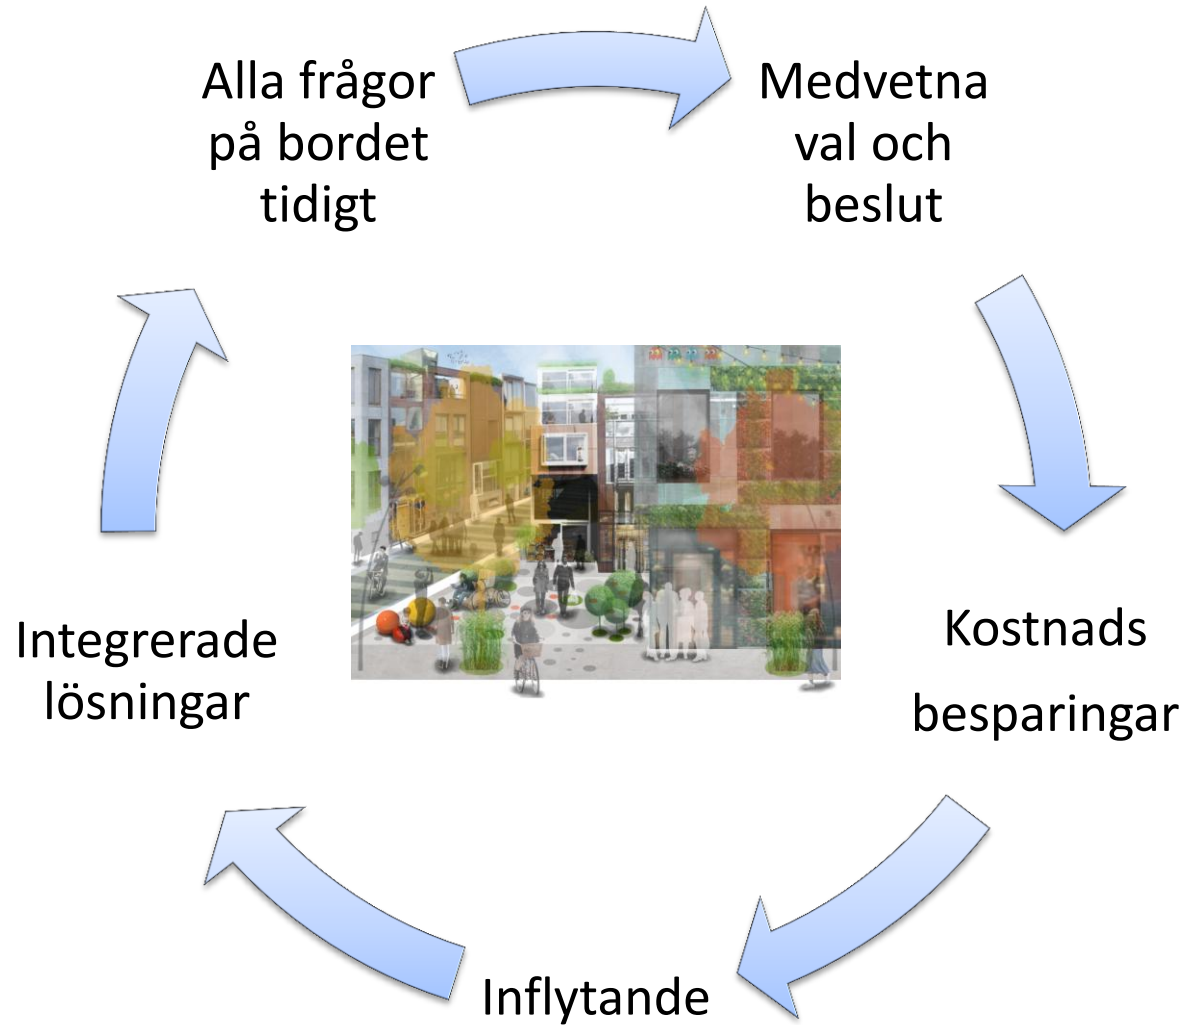 Alla frågor
på bordet
tidigt
Medvetna
val och
beslut
Kostnads
besparingar
Inflytande
Integrerade
lösningar